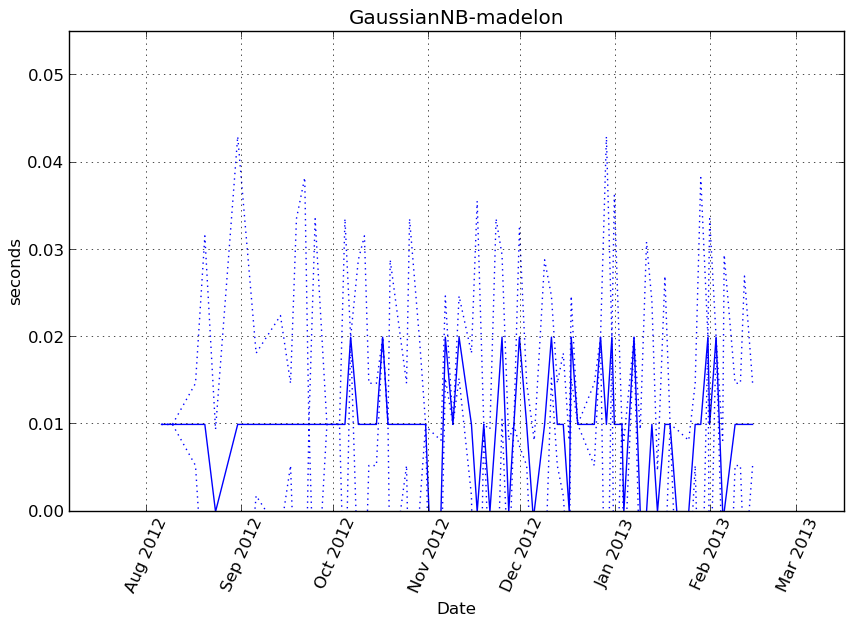 GaussianNB-madelon
seconds
0.05
0.04
0.03
0.02
0.01
0.00
Aug 2012
Sep 2012
Oct 2012
Nov 2012
Dec 2012
Jan 2013
Feb 2013
Mar 2013
Date